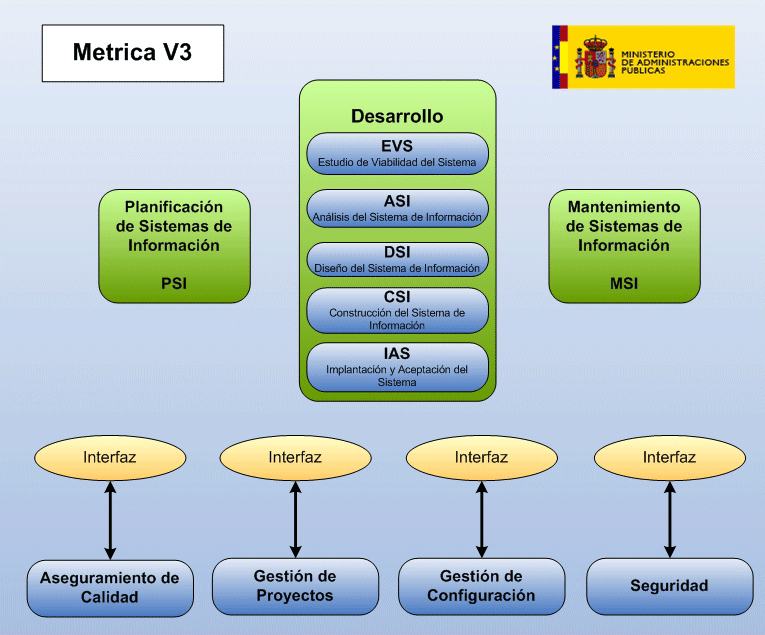 Metrica V3
MINISTERIO
DE ADMINISTRACIONES
PÚBLICAS
Desarrollo
EVS
Estudio de Viabilidad del Sistema
ASI
Análisis del Sistema de Información
DSI
Diseño del Sistema de Información
CSI
Construcción del Sistema de
Información
IAS
Implantación y Aceptación del
Sistema
Planificación
de Sistemas de
Información
PSI
Mantenimiento
de Sistemas de
Información
MSI
Interfaz
Interfaz
Interfaz
Interfaz
Aseguramiento de
Calidad
Gestión de
Proyectos
Gestión de
Configuración
Seguridad